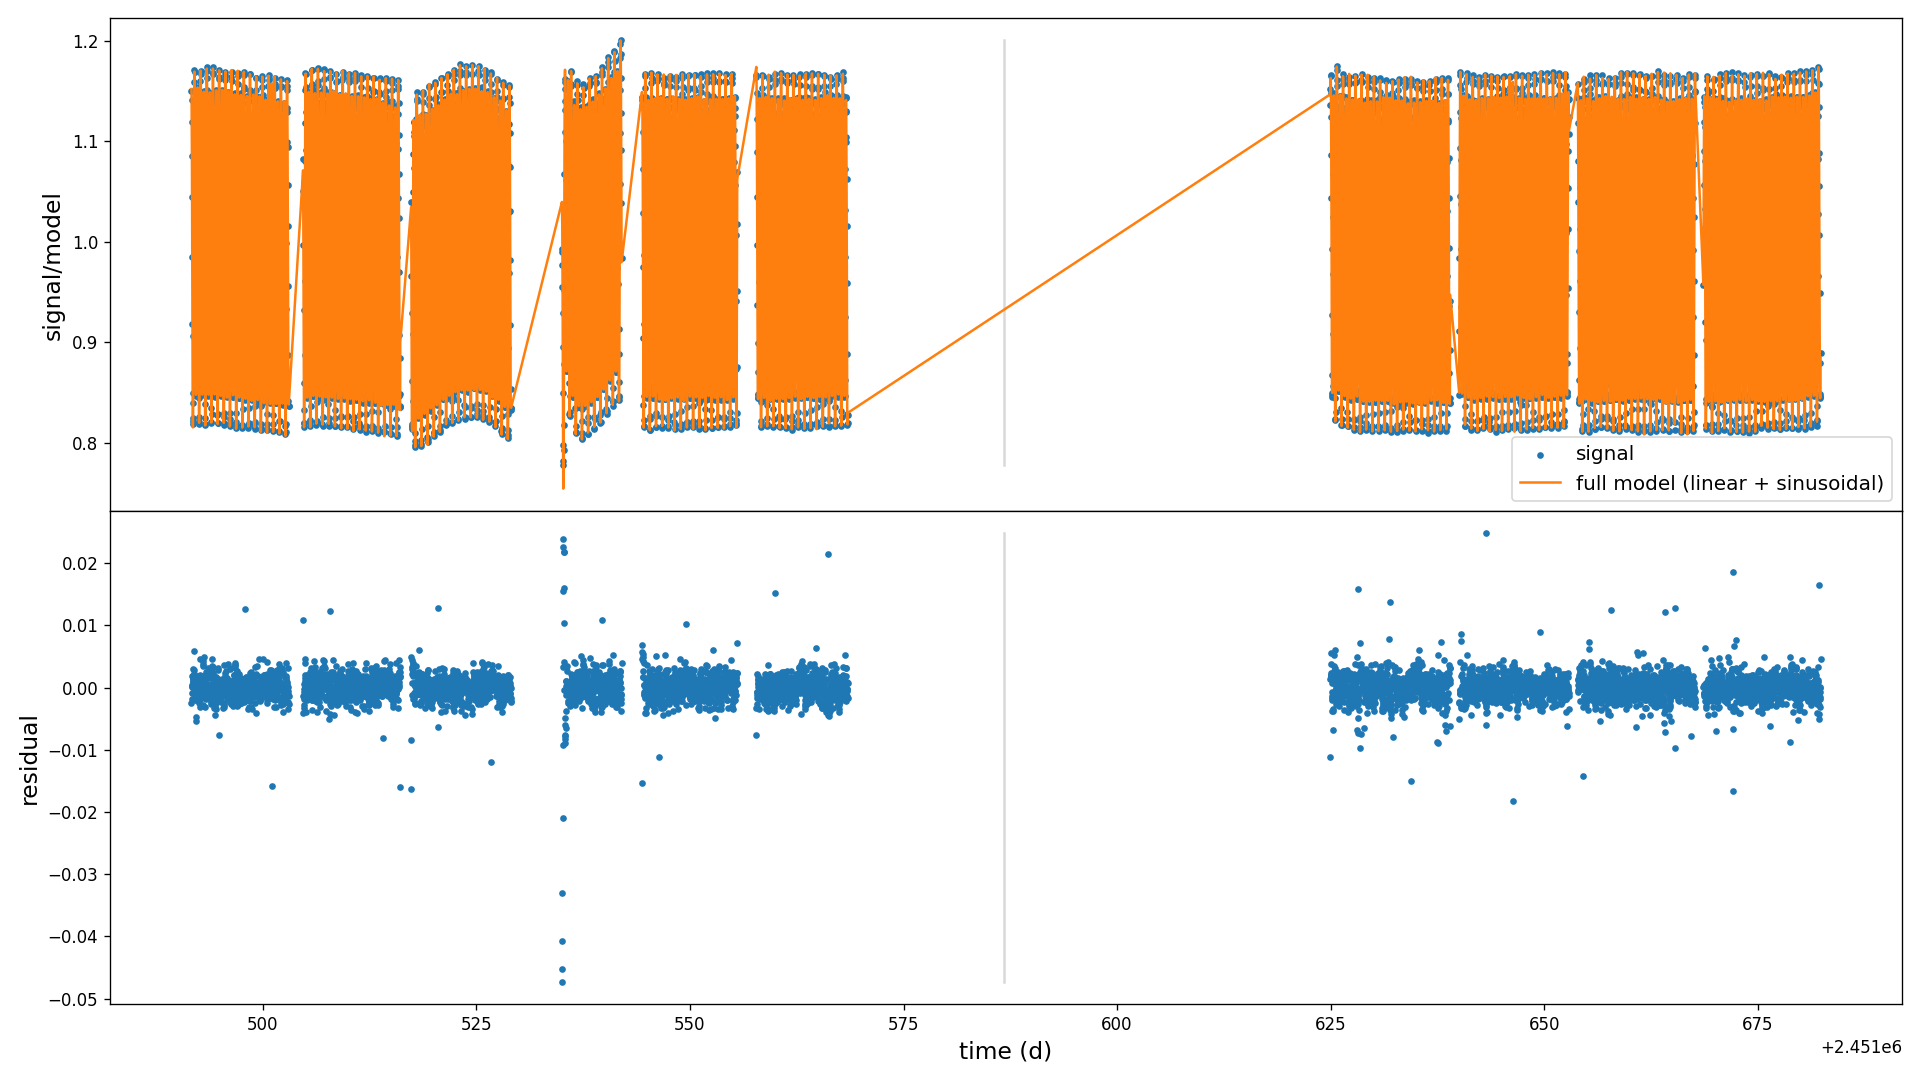 signal/model
1.2
1.1
1.0
0.9
0.8
signal
full model (linear + sinusoidal)
residual
0.02
0.01
0.00
−0.01
−0.02
−0.03
−0.04
−0.05
500 525 550 575 600 625 650 675
time (d)
+2.451e6